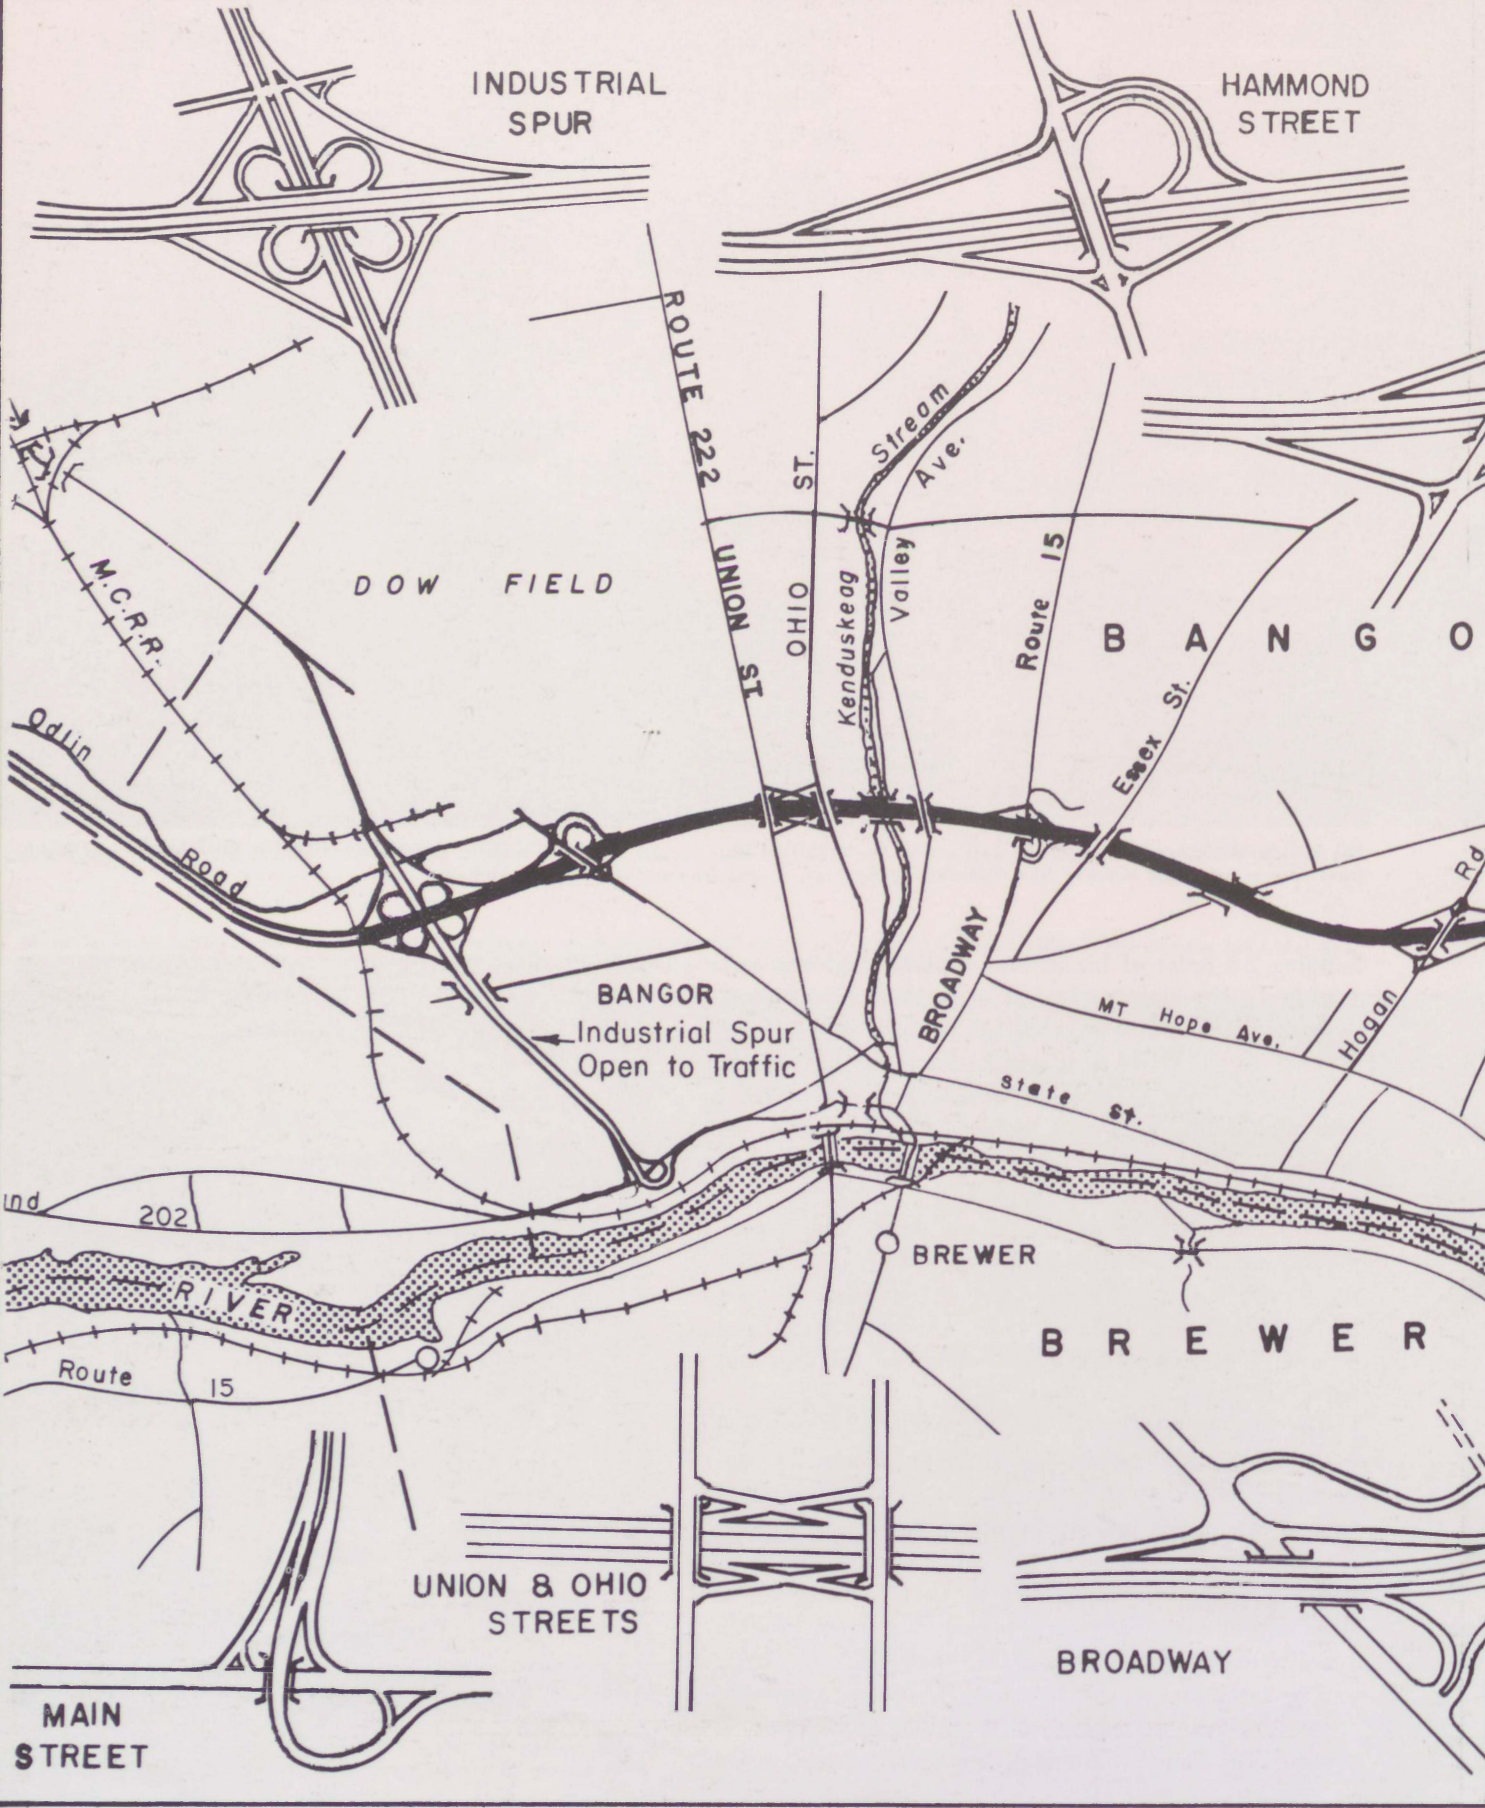 INDUSTRIAL
SPUR
HAMMOND
STREET
ROUTE 222
UNION ST.
OHIO ST.
Kenduskeag Stream
Valley Ave.
Route 15
BROADWAY
Essex St.
B A N G O
DOW FIELD
M.C.R.R.
Odlin Road
BANGOR
Industrial Spur
Open to Traffic
MT Hope Ave.
Hogan Rd
State St.
ind
202
RIVER
Route 15
BREWER
B R E W E R
UNION & OHIO
STREETS
BROADWAY
MAIN
STREET